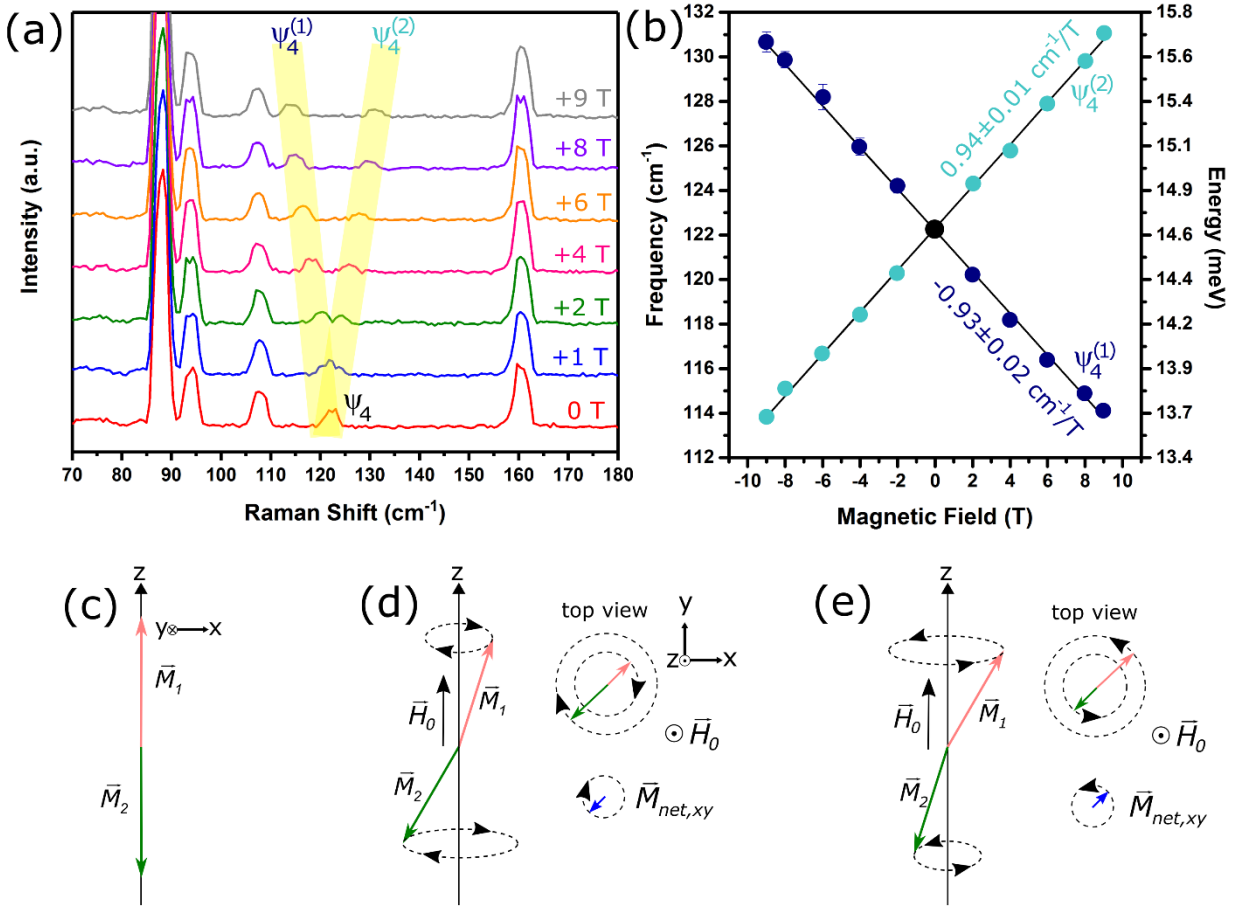 (a)
ψ4(1)
ψ4(2)
+9 T
+8 T
+6 T
+4 T
+2 T
+1 T
ψ4
0 T
Intensity (a.u.)
70 80 90 100 110 120 130 140 150 160 170 180
Raman Shift (cm-1)
(b)
132
130
128
126
124
122
120
118
116
114
112
Frequency (cm-1)
0.94±0.01 cm-1/T
ψ4(2)
-0.93±0.02 cm-1/T
ψ4(1)
15.8
15.6
15.4
15.1
14.9
14.6
14.4
14.2
13.9
13.7
13.4
Energy (meV)
-10 -8 -6 -4 -2 0 2 4 6 8 10
Magnetic Field (T)
(c)
z
y x
M1
M2
(d)
z
H0
M1
M2
top view
y
z x
H0
Mnet,xy
(e)
z
H0
M1
M2
top view
H0
Mnet,xy